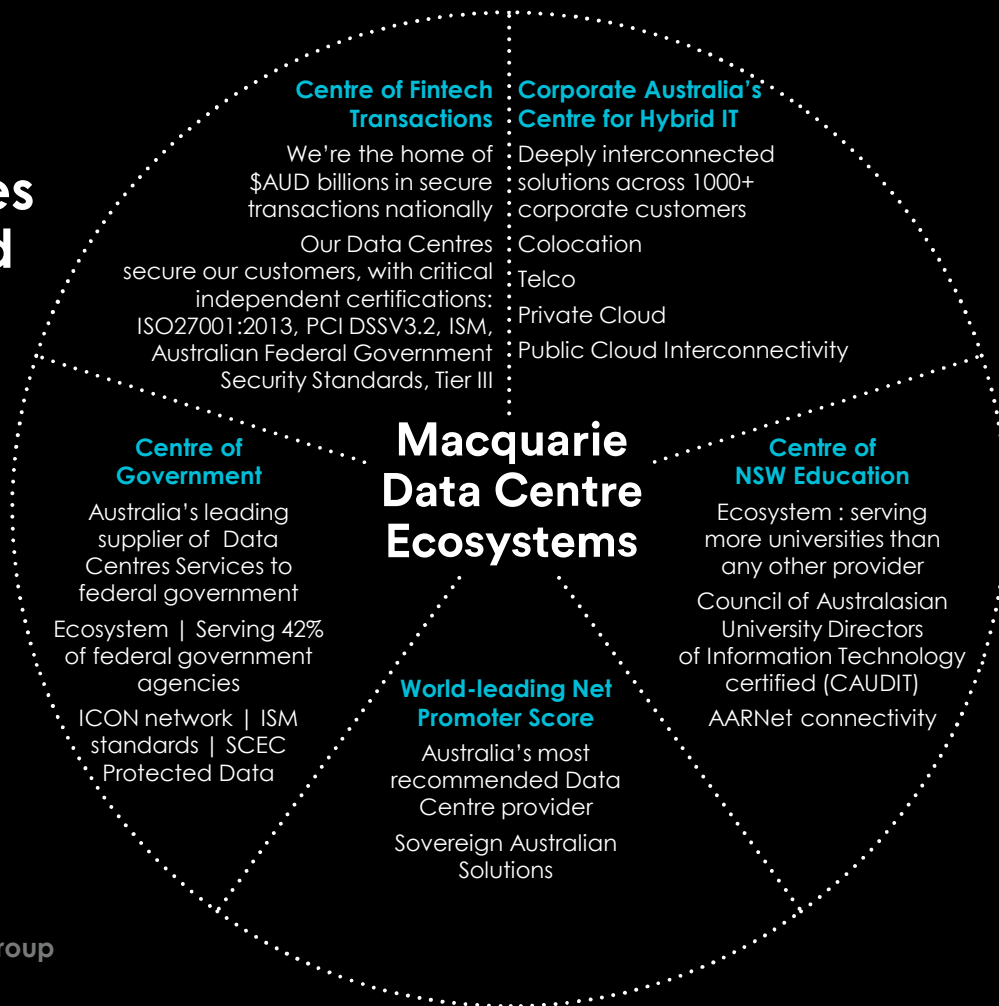 es
d
Centre of Fintech
Transactions
We're the home of
$AUD billions in secure
transactions nationally
Our Data Centres
secure our customers, with critical
independent certifications:
ISO27001:2013, PCI DSSV3.2, ISM,
Australian Federal Government
Security Standards, Tier III
Corporate Australia's
Centre for Hybrid IT
Deeply interconnected
solutions across 1000+
corporate customers
Colocation
Telco
Private Cloud
Public Cloud Interconnectivity
Centre of
Government
Australia's leading
supplier of Data
Centres Services to
federal government
Ecosystem | Serving 42%
of federal government
agencies
ICON network | ISM
standards | SCEC
Protected Data
Macquarie
Data Centre
Ecosystems
Centre of
NSW Education
Ecosystem : serving
more universities than
any other provider
Council of Australasian
University Directors
of Information Technology
certified (CAUDIT)
AARNet connectivity
World-leading Net
Promoter Score
Australia's most
recommended Data
Centre provider
Sovereign Australian
Solutions
roup